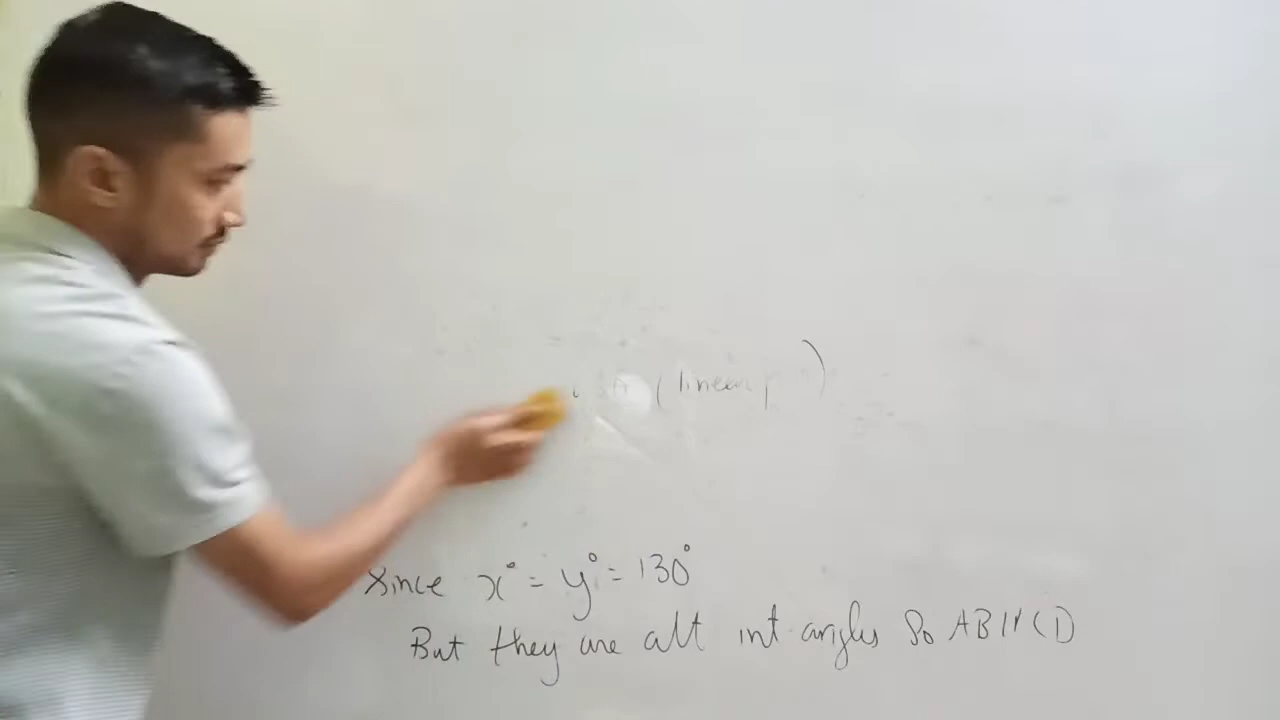 (linear )
Since x° = y° = 130°
But they are alt int angles So AB || CD